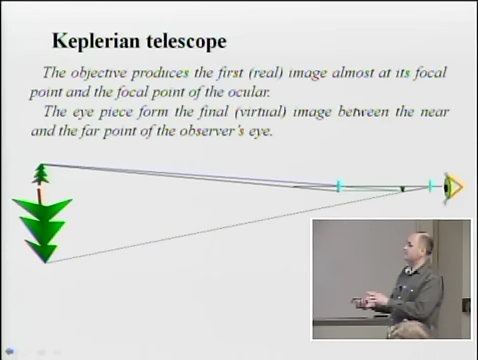 Keplerian telescope
The objective produces the first (real) image almost at its focal
point and the focal point of the ocular.
The eye piece form the final (virtual) image between the near
and the far point of the observer's eye.